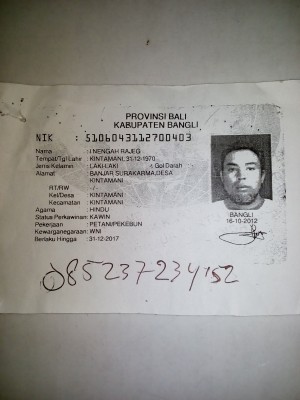 PROVINSI BALI
KABUPATEN BANGLI
NIK : 5106043112700403
Nama : I NENGAH RAJEG
Tempat/Tgl Lahir : KINTAMANI, 31-12-1970
Jenis Kelamin : LAKI-LAKI Gol Darah
Alamat : BANJAR SURAKARMA,DESA
KINTAMANI
RT/RW : /
Kel/Desa : KINTAMANI
Kecamatan : KINTAMANI
Agama : HINDU
Status Perkawinan : KAWIN
Pekerjaan : PETANI/PEKEBUN
Kewarganegaraan : WNI
Berlaku Hingga : 31-12-2017
BANGLI
16-10-2012
085237234152